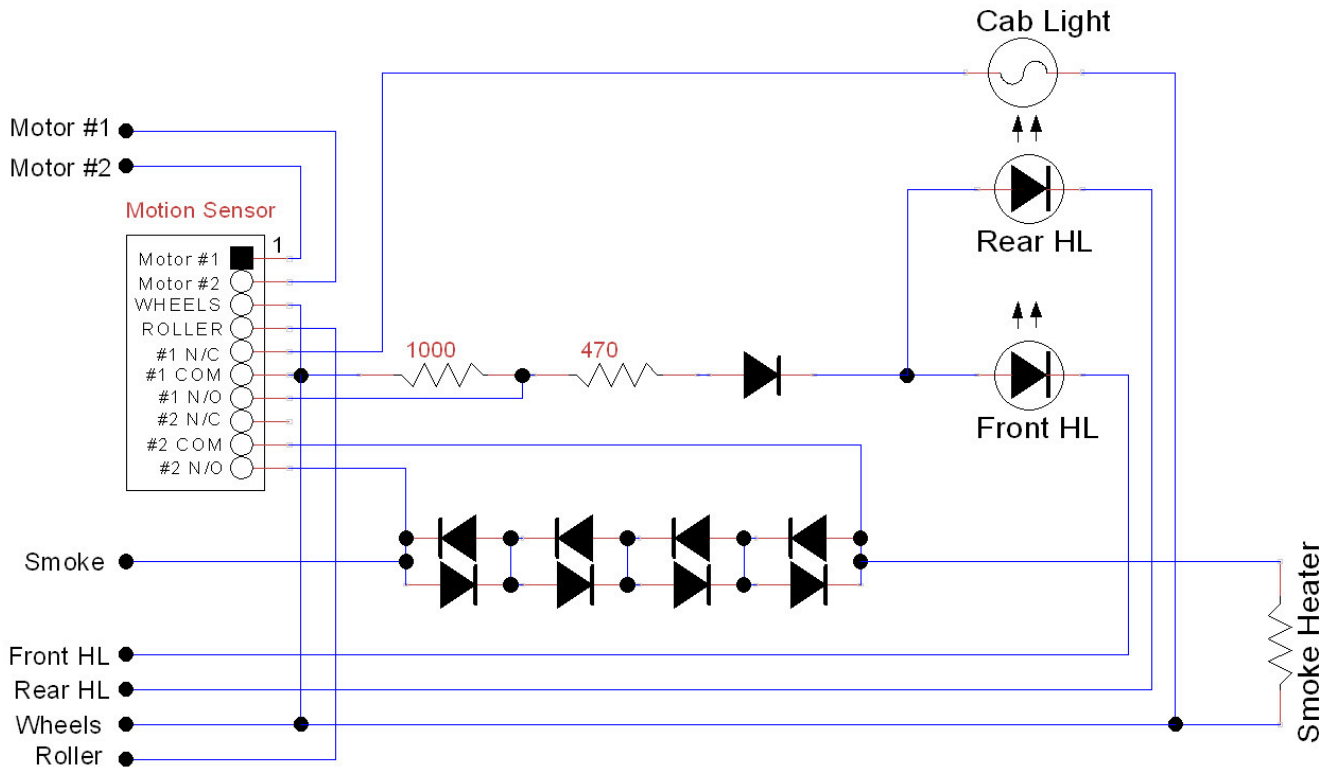 Cab Light
Motor #1
Motor #2
Motion Sensor
1
Motor #1
Motor #2
WHEELS
ROLLER
#1 N/C
#1 COM
#1 N/O
#2 N/C
#2 COM
#2 N/O
Rear HL
1000
470
Front HL
Smoke
Smoke Heater
Front HL
Rear HL
Wheels
Roller